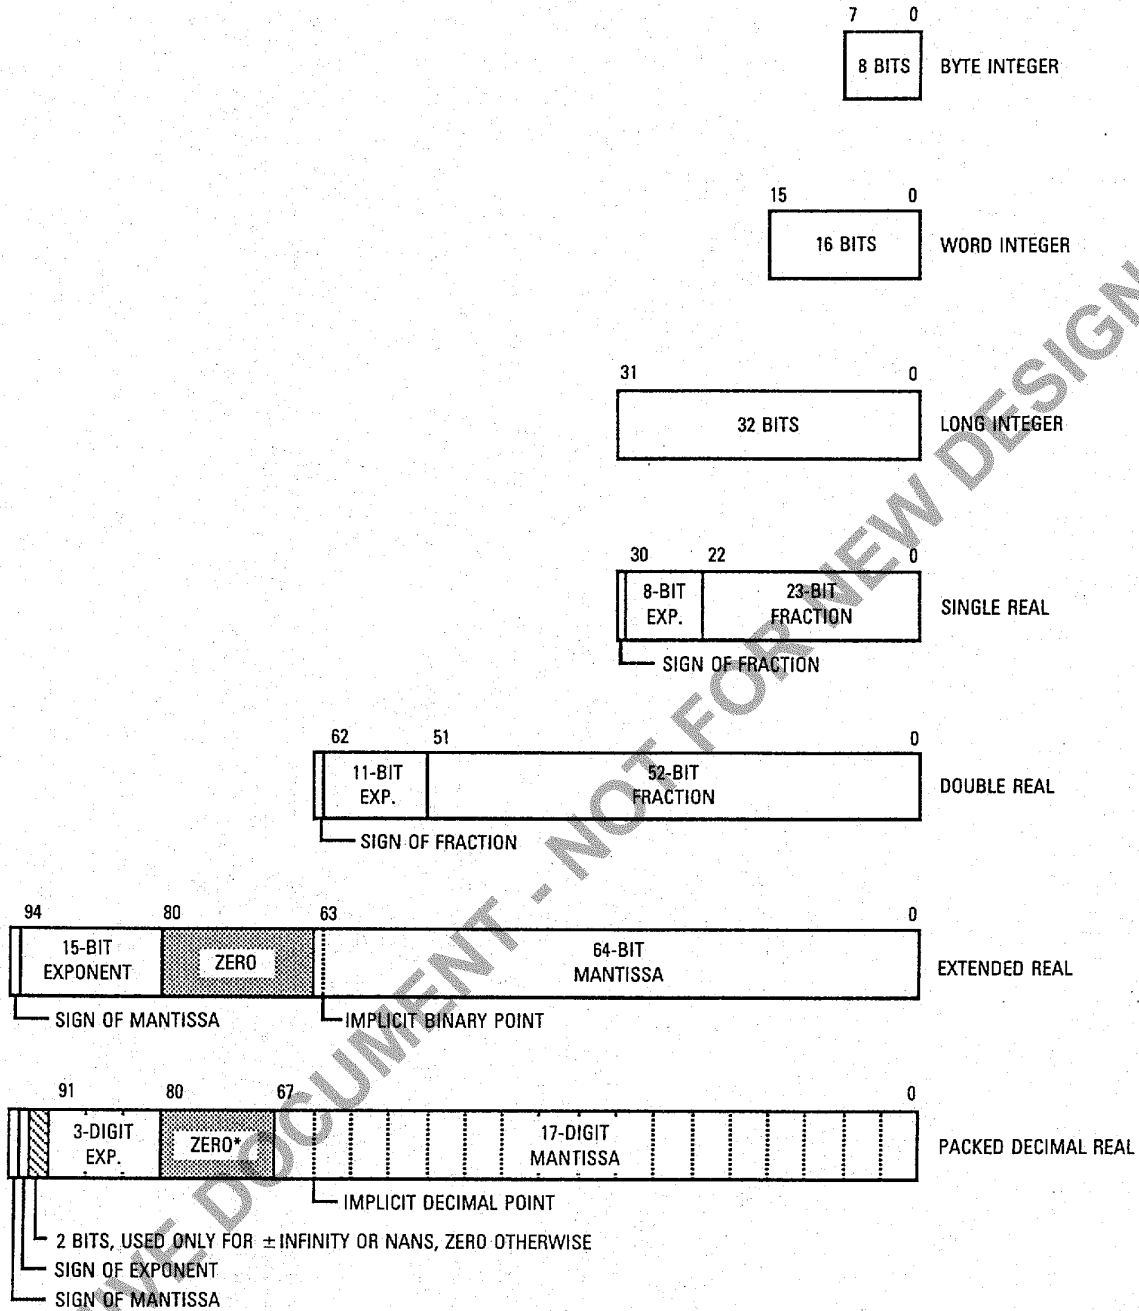 7 0
8 BITS BYTE INTEGER
15 0
16 BITS WORD INTEGER
31 0
32 BITS LONG INTEGER
30 22 0
8-BIT
EXP.
23-BIT
FRACTION
SINGLE REAL
SIGN OF FRACTION
62 51 0
11-BIT
EXP.
52-BIT
FRACTION
DOUBLE REAL
SIGN OF FRACTION
94 80 63 0
15-BIT
EXPONENT
ZERO
64-BIT
MANTISSA
EXTENDED REAL
SIGN OF MANTISSA
IMPLICIT BINARY POINT
91 80 67 0
3-DIGIT
EXP.
ZERO*
17-DIGIT
MANTISSA
PACKED DECIMAL REAL
IMPLICIT DECIMAL POINT
2 BITS, USED ONLY FOR ±INFINITY OR NANS, ZERO OTHERWISE
SIGN OF EXPONENT
SIGN OF MANTISSA
DOCUMENT - NOT FOR NEW DESIGN